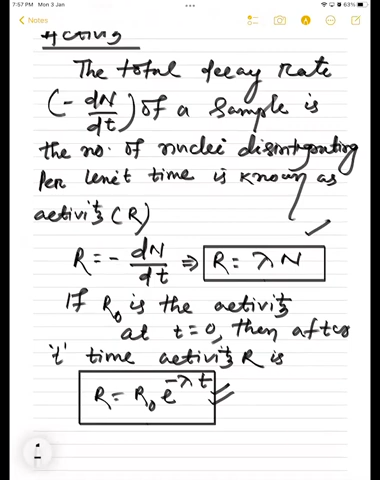 7:57 PM Mon 3 Jan
63%
Notes
Activity
The total decay Rate
(- dN/dt) of a sample is
the no. of nuclei disintegrating
Per Unit time is known as
activity (R)
R = - dN/dt ⇒ R = λN
If R₀ is the activity
at t=0, then after
't' time activity R is
R = R₀ e^{-λt}